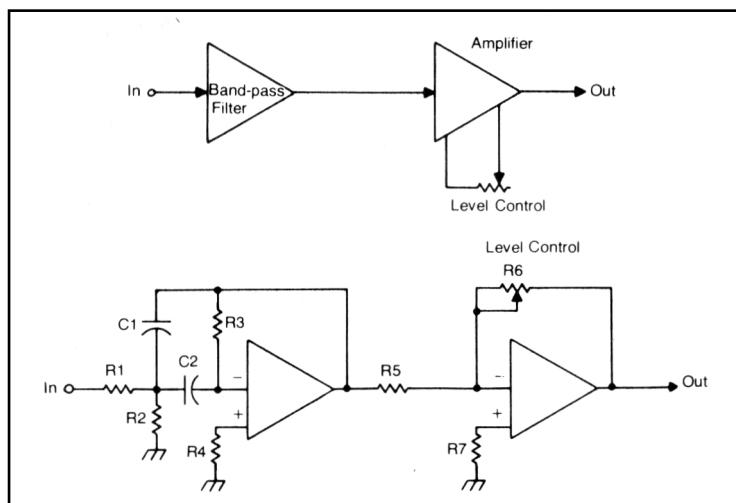 Amplifier
In
Band-pass
Filter
Out
Level Control
Level Control
R6
C1
R3
R1
C2
R5
In
−
−
Out
R2
+
+
R4
R7